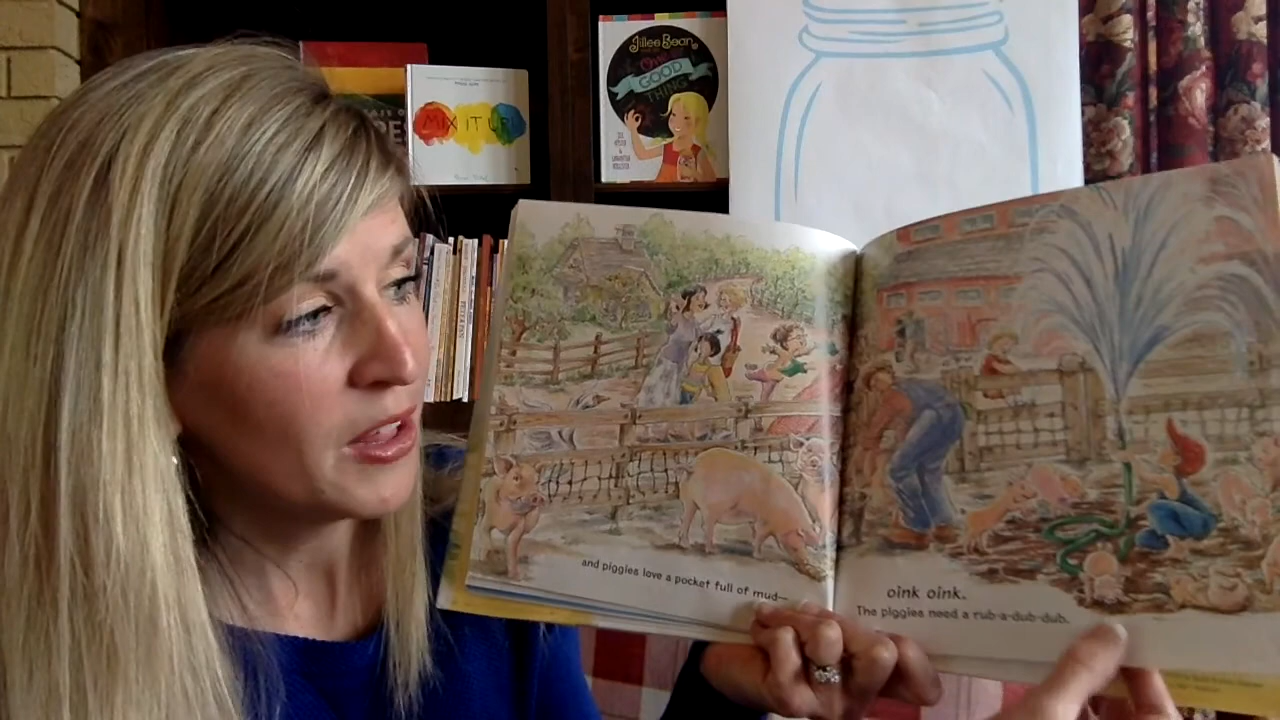 Jillee Bean
One
GOOD
THING
MIX IT UP!
and piggies love a pocket full of mud—
oink oink.
The piggies need a rub-a-dub-dub.